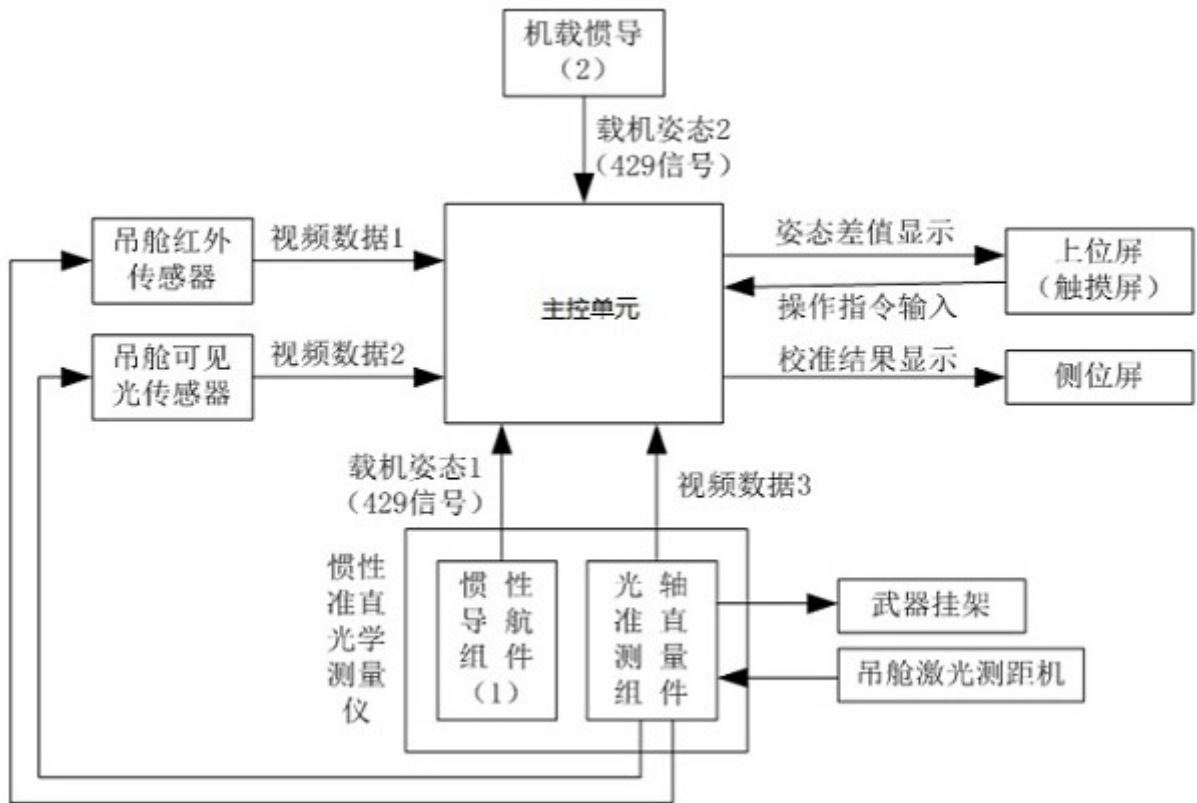 机载惯导
（2）
载机姿态2
（429信号）
吊舱红外
传感器
视频数据1
主控单元
姿态差值显示
上位屏
（触摸屏）
操作指令输入
吊舱可见
光传感器
视频数据2
校准结果显示
侧位屏
载机姿态1
（429信号）
视频数据3
惯性
准直
光学
测量
仪
惯 性
导 航
组 件
（1）
光 轴
准 直
测 量
组 件
武器挂架
吊舱激光测距机